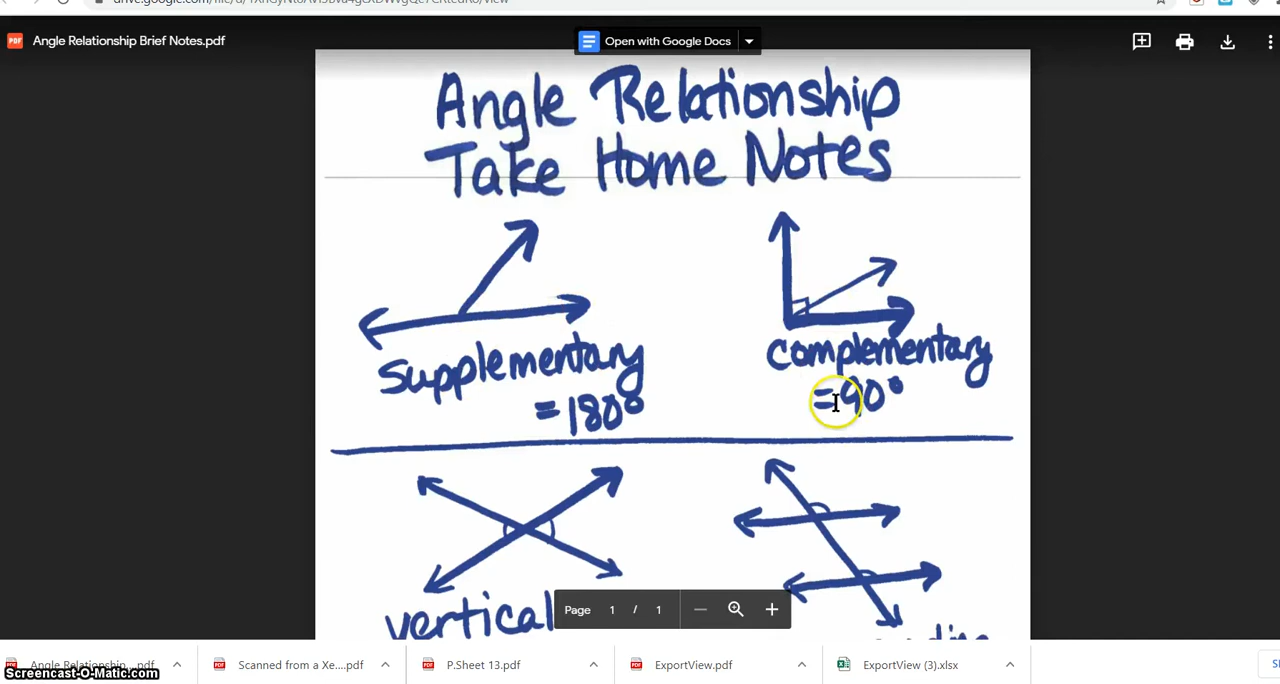 Angle Relationship Brief Notes.pdf
Open with Google Docs
Angle Relationship
Take Home Notes
Supplementary
=180°
Complementary
=90°
vertical
Page 1 / 1
Angle Relationship....pdf
Scanned from a Xe....pdf
P.Sheet 13.pdf
ExportView.pdf
ExportView (3).xlsx
Screencast-O-Matic.com